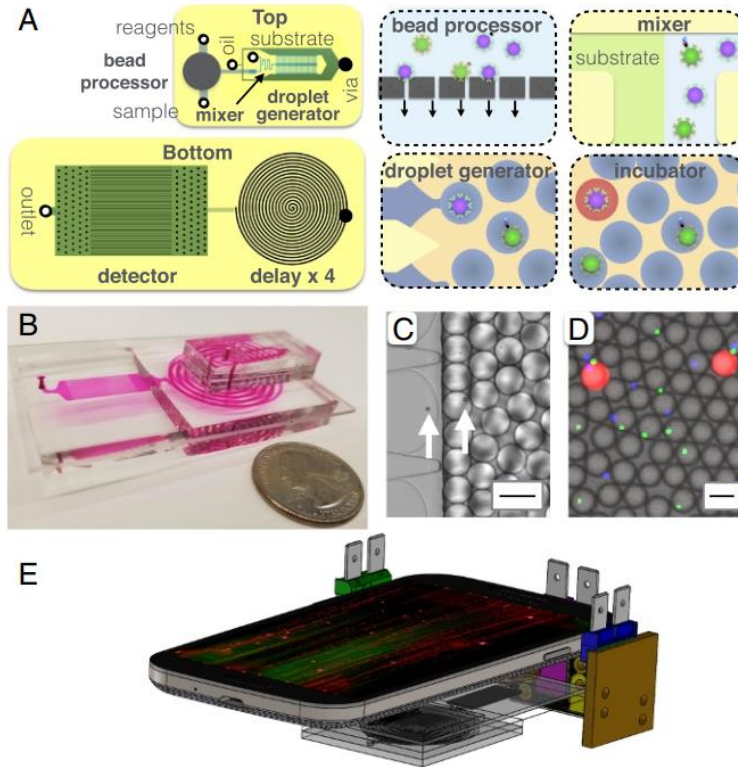 A
reagents
Top
oil
substrate
bead
processor
via
sample
mixer
droplet
generator
Bottom
outlet
detector
delay x 4
bead processor
mixer
substrate
droplet generator
incubator
B
C
D
E